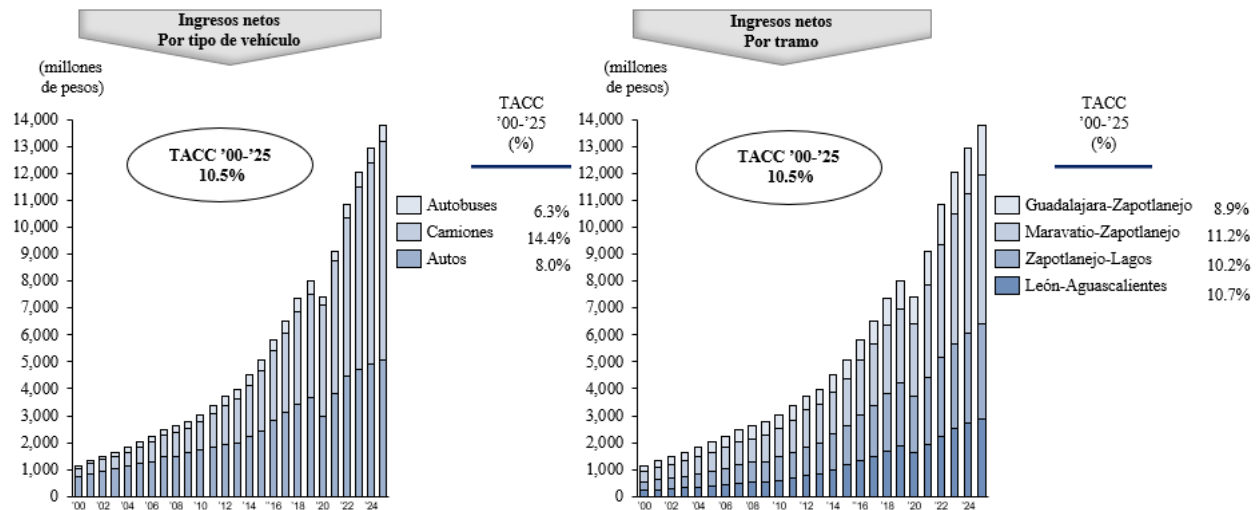 Ingresos netos
Por tipo de vehículo
(millones
de pesos)
14,000
13,000
12,000
11,000
10,000
9,000
8,000
7,000
6,000
5,000
4,000
3,000
2,000
1,000
0
'00 '02 '04 '06 '08 '10 '12 '14 '16 '18 '20 '22 '24
TACC '00-'25
10.5%
TACC
'00-'25
(%)
Autobuses 6.3%
Camiones 14.4%
Autos 8.0%
Ingresos netos
Por tramo
(millones
de pesos)
14,000
13,000
12,000
11,000
10,000
9,000
8,000
7,000
6,000
5,000
4,000
3,000
2,000
1,000
0
'00 '02 '04 '06 '08 '10 '12 '14 '16 '18 '20 '22 '24
TACC '00-'25
10.5%
TACC
'00-'25
(%)
Guadalajara-Zapotlanejo 8.9%
Maravatio-Zapotlanejo 11.2%
Zapotlanejo-Lagos 10.2%
León-Aguascalientes 10.7%